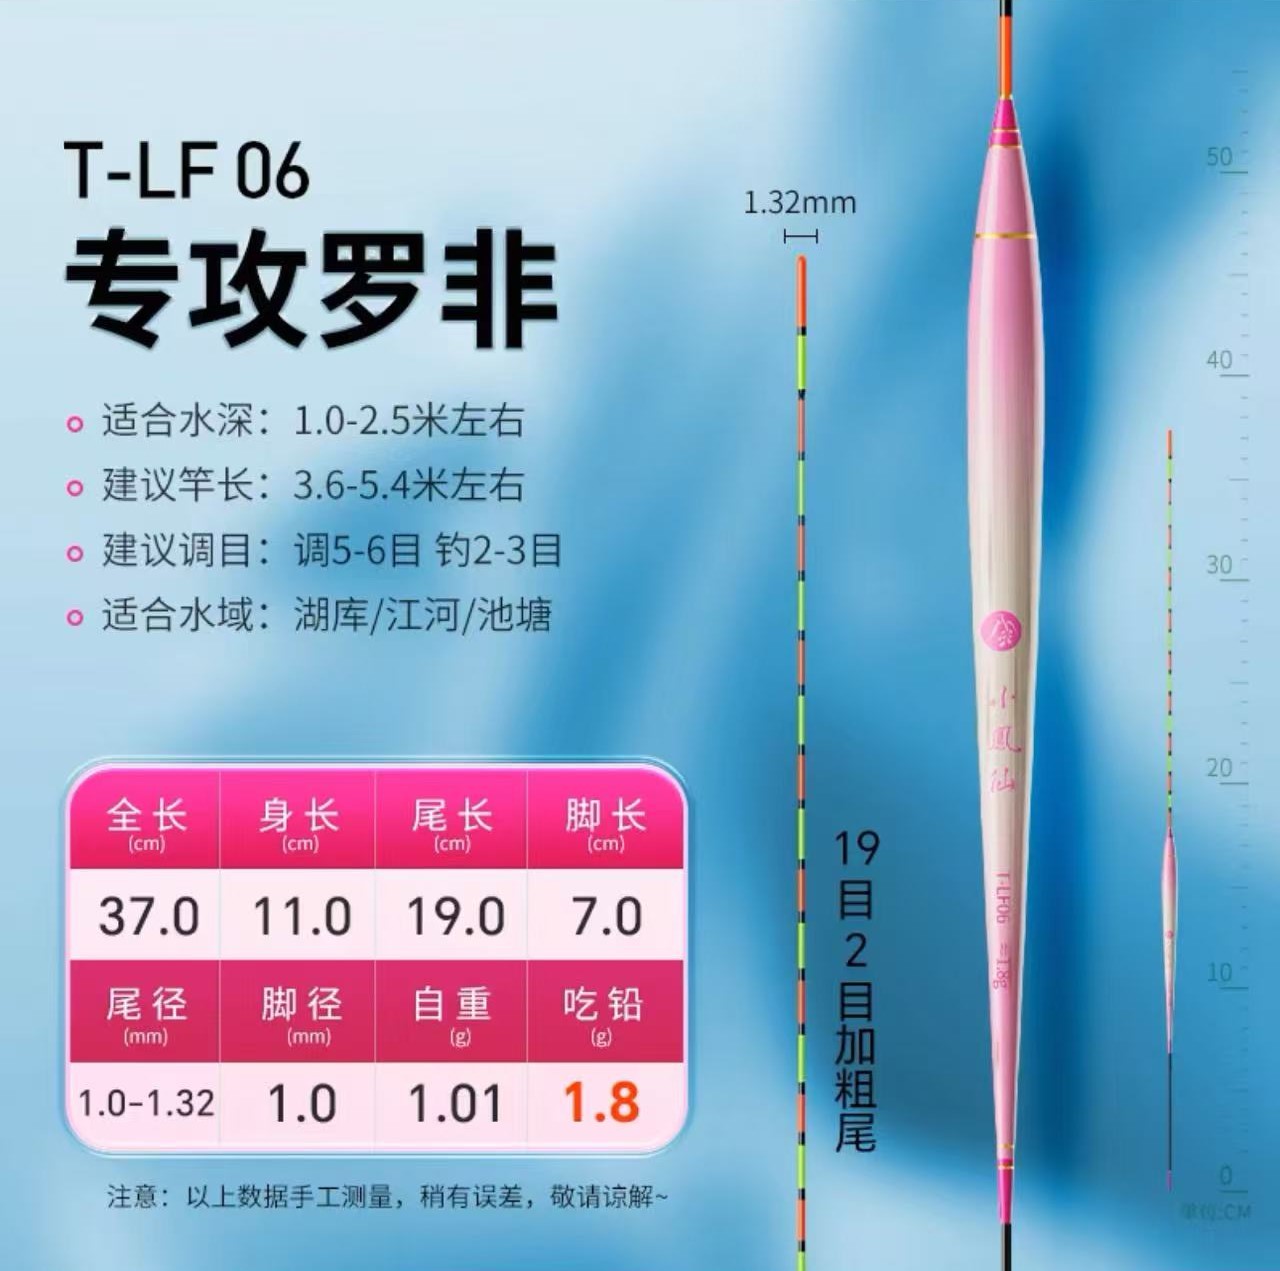 T-LF 06
专攻罗非
适合水深：1.0-2.5米左右
建议竿长：3.6-5.4米左右
建议调目：调5-6目 钓2-3目
适合水域：湖库/江河/池塘
全长 身长 尾长 脚长
(cm) (cm) (cm) (cm)
37.0 11.0 19.0 7.0
尾径 脚径 自重 吃铅
(mm) (mm) (g) (g)
1.0-1.32 1.0 1.01 1.8
注意：以上数据手工测量，稍有误差，敬请谅解~
1.32mm
19目2目加粗尾
小鳳仙
T-LF06 ≈1.8g
50
40
30
20
10
0
单位:CM